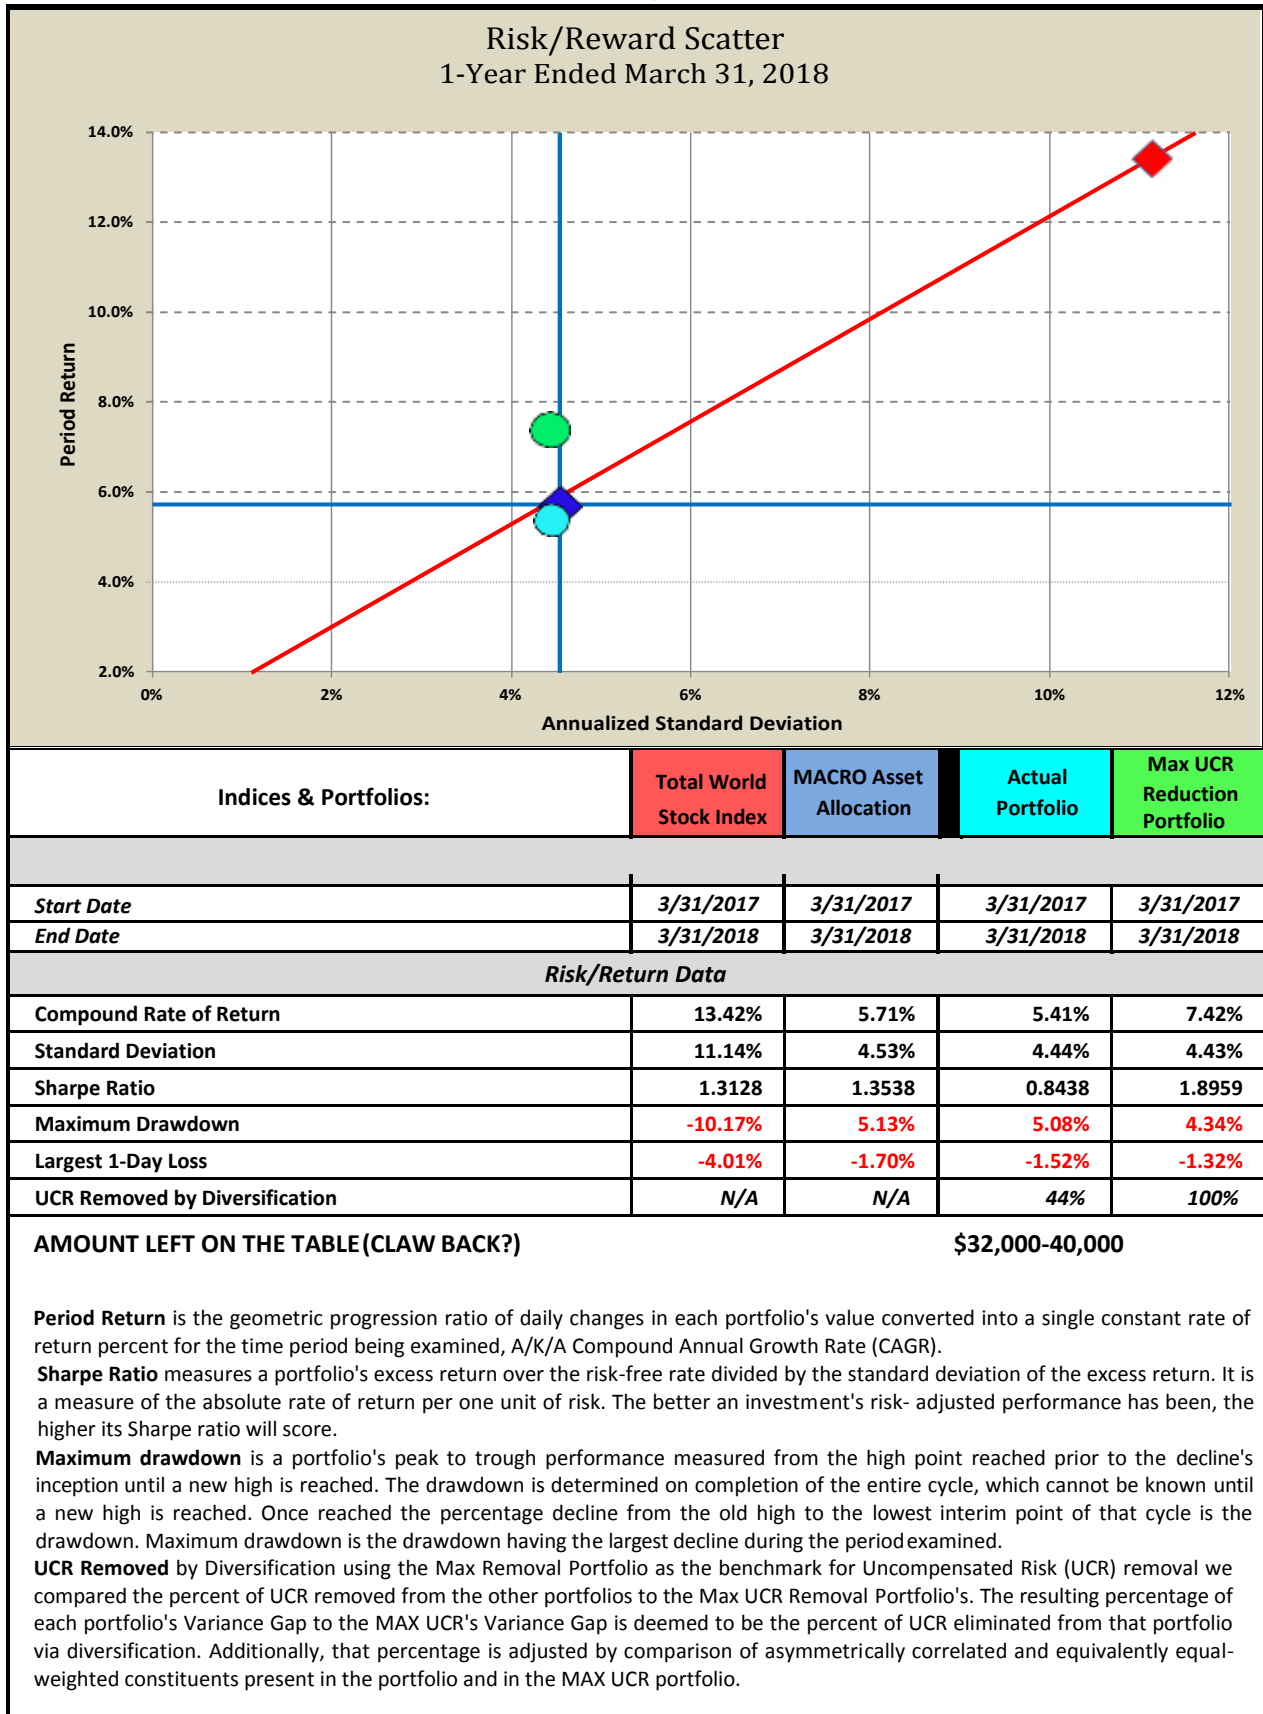 Risk/Reward Scatter
1-Year Ended March 31, 2018
14.0%
12.0%
10.0%
8.0%
6.0%
4.0%
2.0%
Period Return
0% 2% 4% 6% 8% 10% 12%
Annualized Standard Deviation
Indices & Portfolios:
Total World
Stock Index
MACRO Asset
Allocation
Actual
Portfolio
Max UCR
Reduction
Portfolio
Start Date 3/31/2017 3/31/2017 3/31/2017 3/31/2017
End Date 3/31/2018 3/31/2018 3/31/2018 3/31/2018
Risk/Return Data
Compound Rate of Return 13.42% 5.71% 5.41% 7.42%
Standard Deviation 11.14% 4.53% 4.44% 4.43%
Sharpe Ratio 1.3128 1.3538 0.8438 1.8959
Maximum Drawdown -10.17% 5.13% 5.08% 4.34%
Largest 1-Day Loss -4.01% -1.70% -1.52% -1.32%
UCR Removed by Diversification N/A N/A 44% 100%
AMOUNT LEFT ON THE TABLE (CLAW BACK?) $32,000-40,000
Period Return is the geometric progression ratio of daily changes in each portfolio's value converted into a single constant rate of
return percent for the time period being examined, A/K/A Compound Annual Growth Rate (CAGR).
Sharpe Ratio measures a portfolio's excess return over the risk-free rate divided by the standard deviation of the excess return. It is
a measure of the absolute rate of return per one unit of risk. The better an investment's risk- adjusted performance has been, the
higher its Sharpe ratio will score.
Maximum drawdown is a portfolio's peak to trough performance measured from the high point reached prior to the decline's
inception until a new high is reached. The drawdown is determined on completion of the entire cycle, which cannot be known until
a new high is reached. Once reached the percentage decline from the old high to the lowest interim point of that cycle is the
drawdown. Maximum drawdown is the drawdown having the largest decline during the period examined.
UCR Removed by Diversification using the Max Removal Portfolio as the benchmark for Uncompensated Risk (UCR) removal we
compared the percent of UCR removed from the other portfolios to the Max UCR Removal Portfolio's. The resulting percentage of
each portfolio's Variance Gap to the MAX UCR's Variance Gap is deemed to be the percent of UCR eliminated from that portfolio
via diversification. Additionally, that percentage is adjusted by comparison of asymmetrically correlated and equivalently equal-
weighted constituents present in the portfolio and in the MAX UCR portfolio.